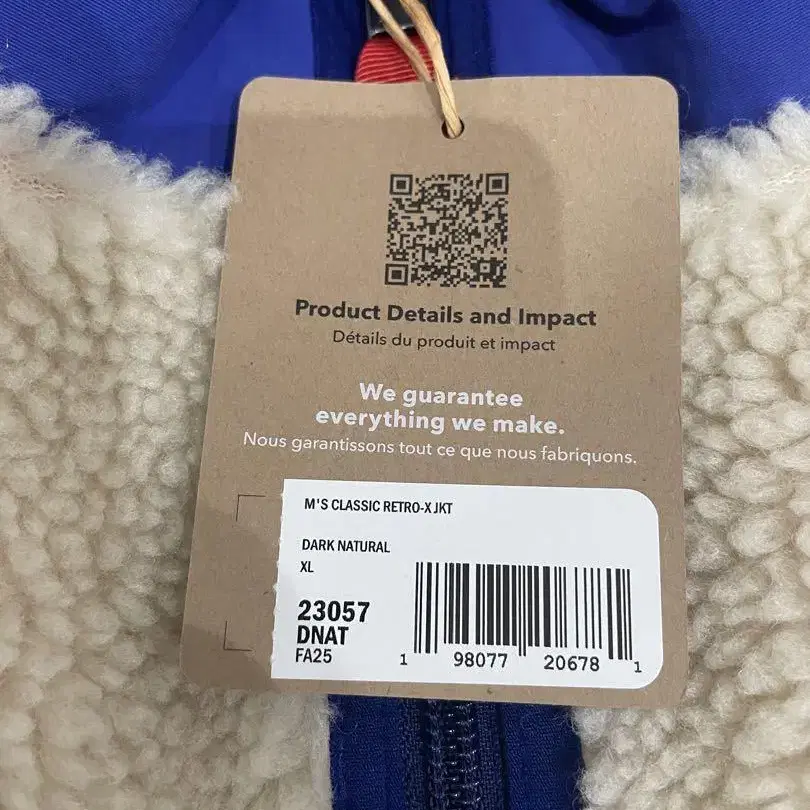 Product Details and Impact
Détails du produit et impact
We guarantee
everything we make.
Nous garantissons tout ce que nous fabriquons.
M'S CLASSIC RETRO-X JKT
DARK NATURAL
XL
23057
DNAT
FA25
1 98077 20678 1